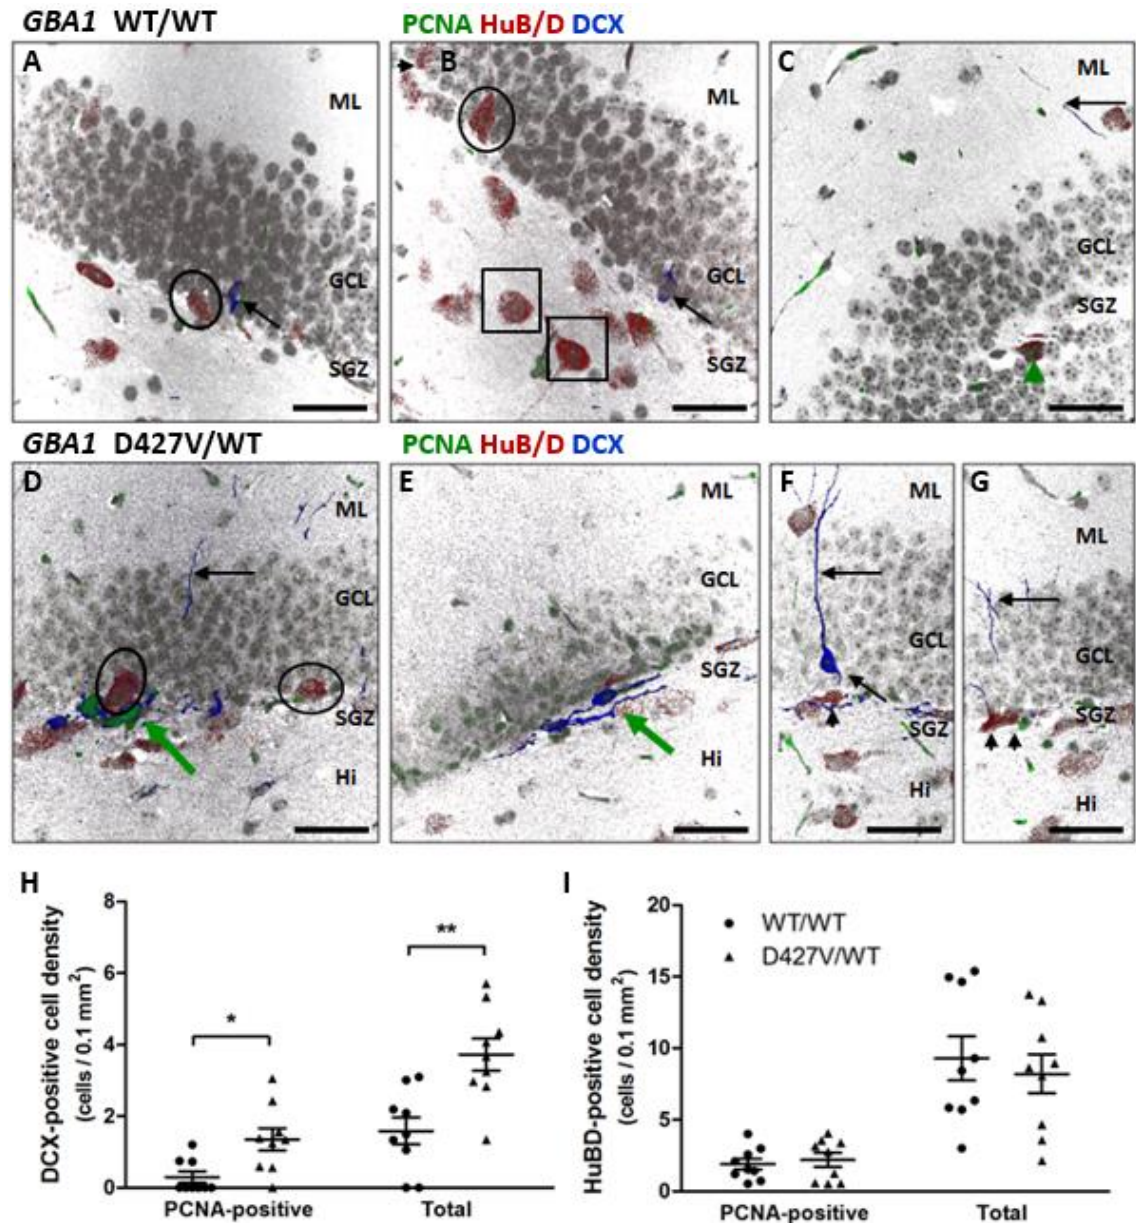 GBA1 WT/WT PCNA HuB/D DCX
A B C
ML ML ML
GCL GCL GCL
SGZ SGZ SGZ
GBA1 D427V/WT PCNA HuB/D DCX
D E F G
ML ML ML ML
GCL GCL GCL GCL
SGZ SGZ SGZ SGZ
Hi Hi Hi Hi
H
DCX-positive cell density
(cells / 0.1 mm²)
8
6
4
2
0
*
**
PCNA-positive Total
I
HuBD-positive cell density
(cells / 0.1 mm²)
20
15
10
5
0
WT/WT
D427V/WT
PCNA-positive Total